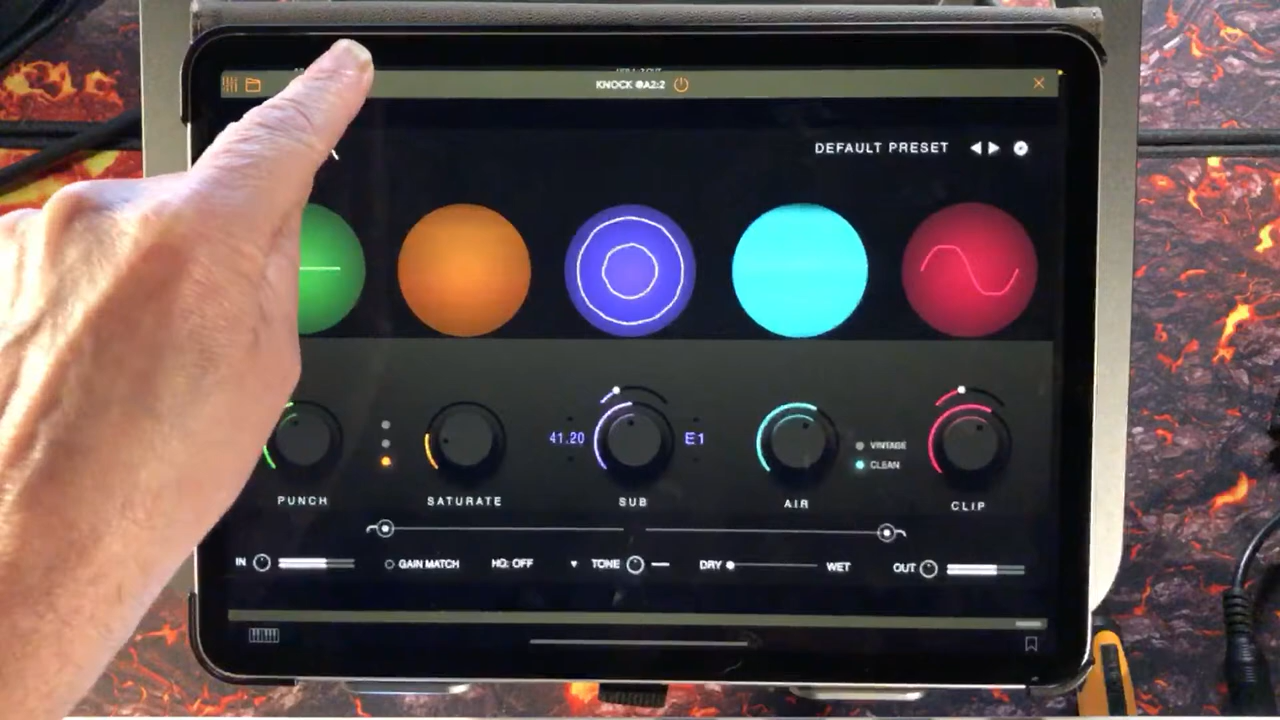 KNOCK @A2:2
DEFAULT PRESET
41.20
E1
VINTAGE
CLEAN
PUNCH
SATURATE
SUB
AIR
CLIP
IN
GAIN MATCH
HQ: OFF
TONE
DRY
WET
OUT